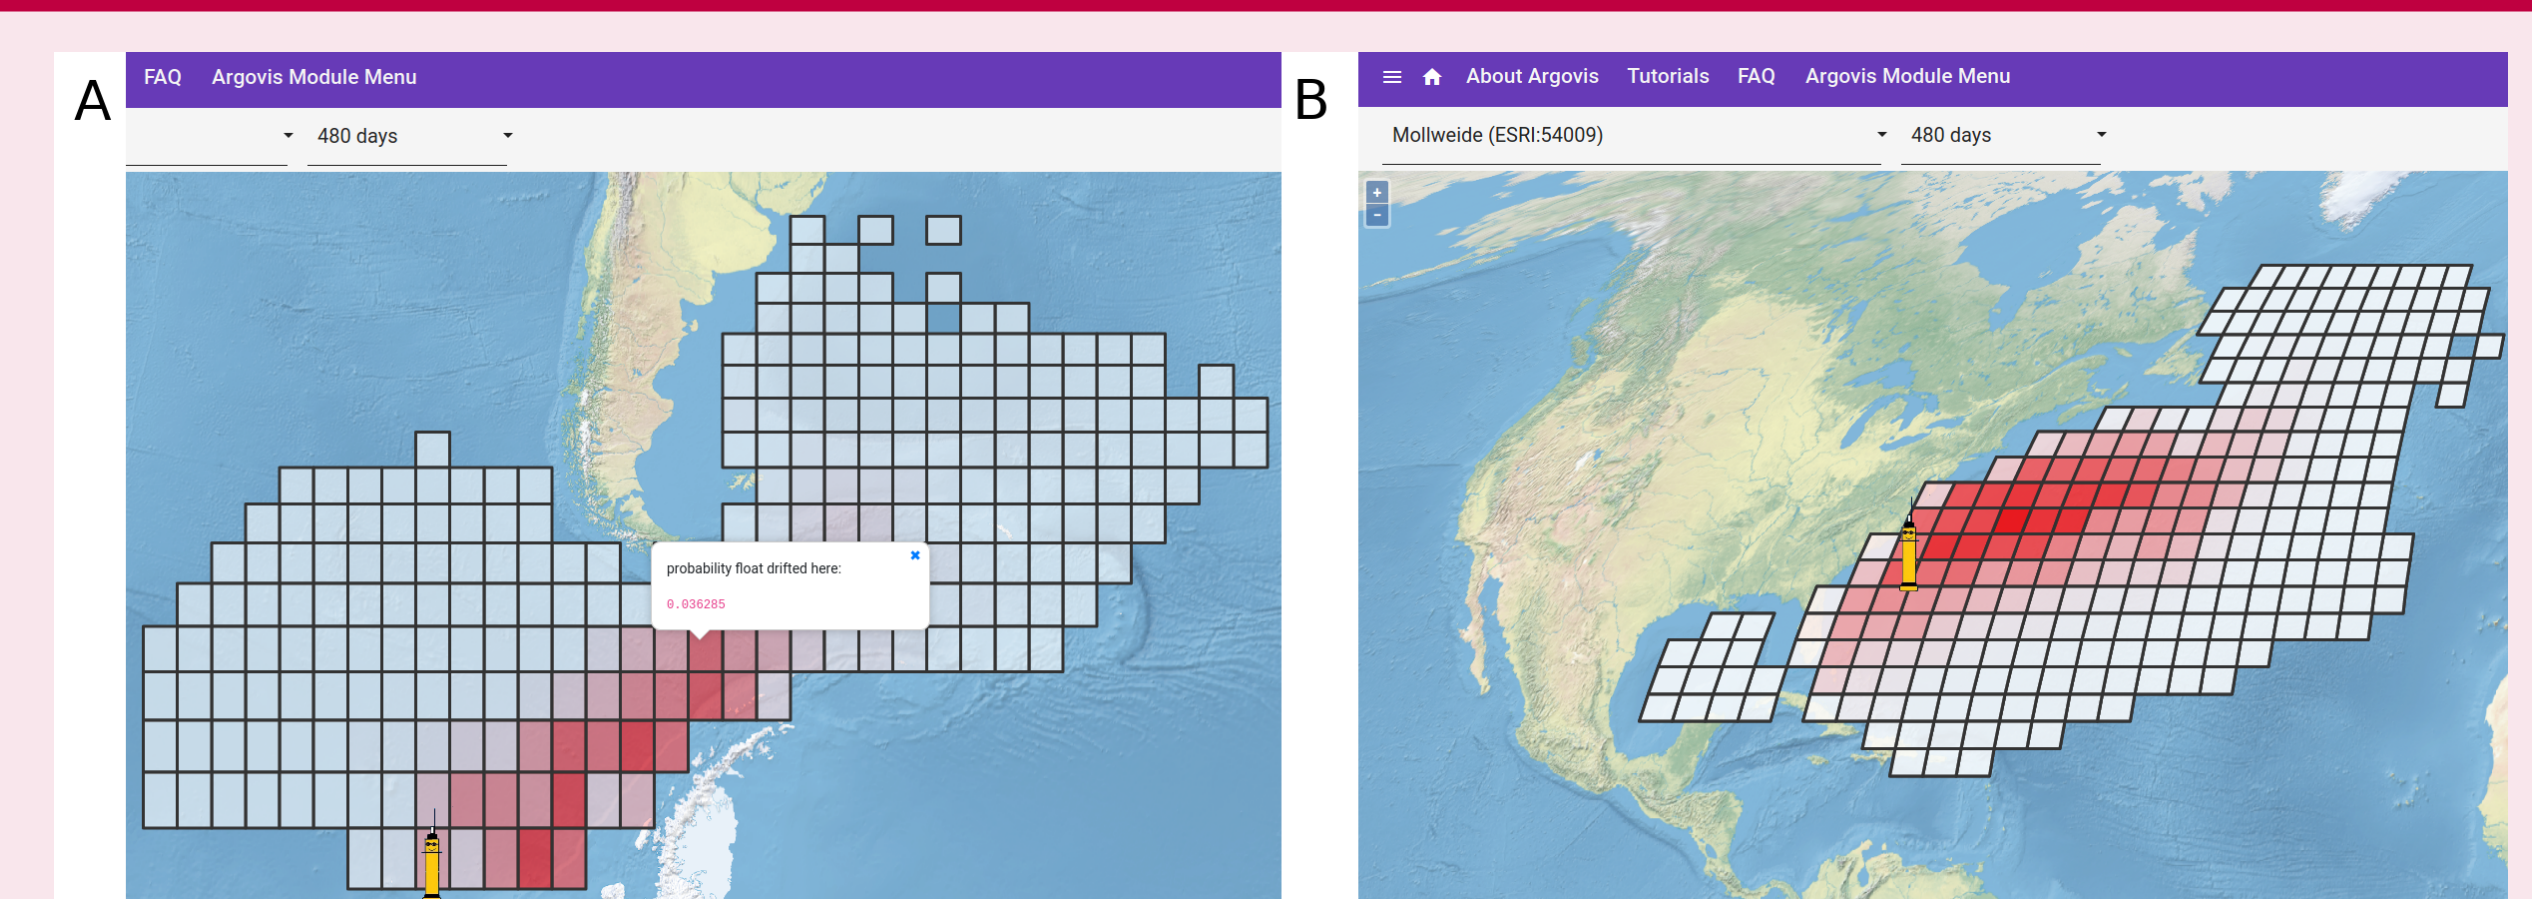 A
FAQ Argovis Module Menu
480 days
probability float drifted here:
0.036285
B
About Argovis Tutorials FAQ Argovis Module Menu
Mollweide (ESRI:54009) 480 days
+
-